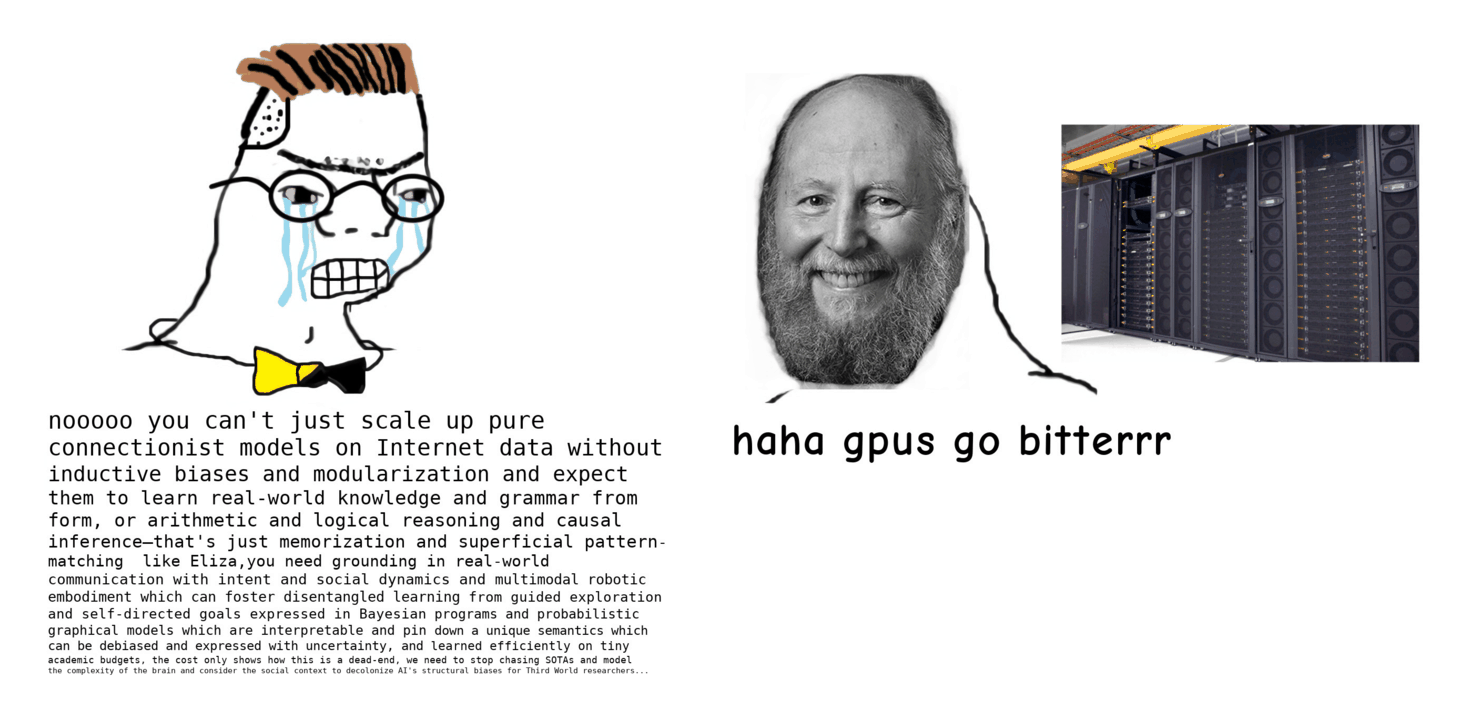 nooooo you can't just scale up pure
connectionist models on Internet data without
inductive biases and modularization and expect
them to learn real-world knowledge and grammar from
form, or arithmetic and logical reasoning and causal
inference—that's just memorization and superficial pattern-
matching  like Eliza,you need grounding in real-world
communication with intent and social dynamics and multimodal robotic
embodiment which can foster disentangled learning from guided exploration
and self-directed goals expressed in Bayesian programs and probabilistic
graphical models which are interpretable and pin down a unique semantics which
can be debiased and expressed with uncertainty, and learned efficiently on tiny
academic budgets, the cost only shows how this is a dead-end, we need to stop chasing SOTAs and model
the complexity of the brain and consider the social context to decolonize AI's structural biases for Third World researchers...
haha gpus go bitterrr